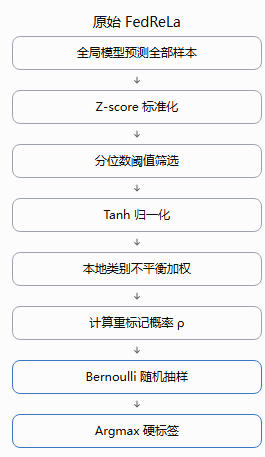 原始 FedReLa
全局模型预测全部样本
↓
Z-score 标准化
↓
分位数阈值筛选
↓
Tanh 归一化
↓
本地类别不平衡加权
↓
计算重标记概率 ρ
↓
Bernoulli 随机抽样
↓
Argmax 硬标签